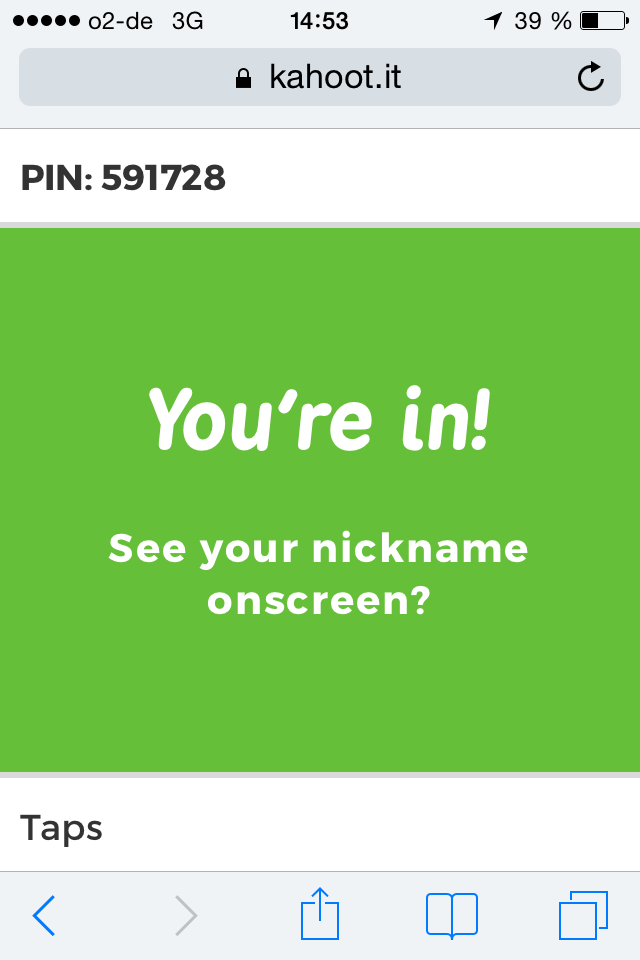 o2-de 3G 14:53 39 %
kahoot.it
PIN: 591728
You're in!
See your nickname
onscreen?
Taps